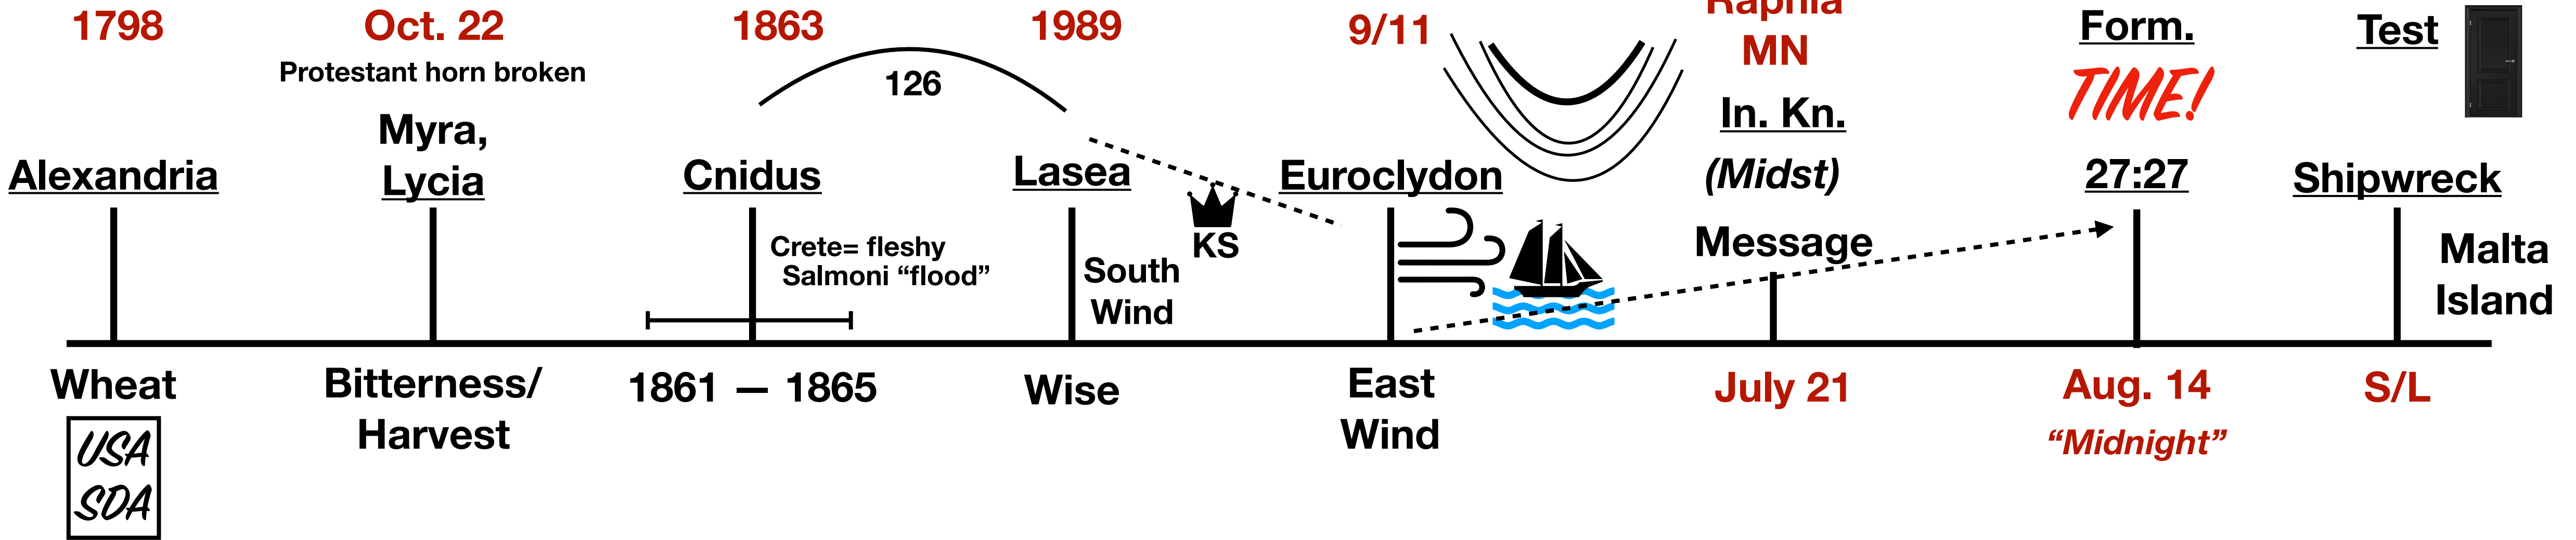 1798
Oct. 22
Protestant horn broken
Myra,
Lycia
1863
126
1989
9/11
Raphia
MN
In. Kn.
(Midst)
Message
Form.
TIME!
27:27
Test
Alexandria
Cnidus
Crete= fleshy
Salmoni “flood”
Lasea
South
Wind
KS
Euroclydon
Shipwreck
Malta
Island
Wheat
USA
SDA
Bitterness/
Harvest
1861 — 1865
Wise
East
Wind
July 21
Aug. 14
“Midnight”
S/L